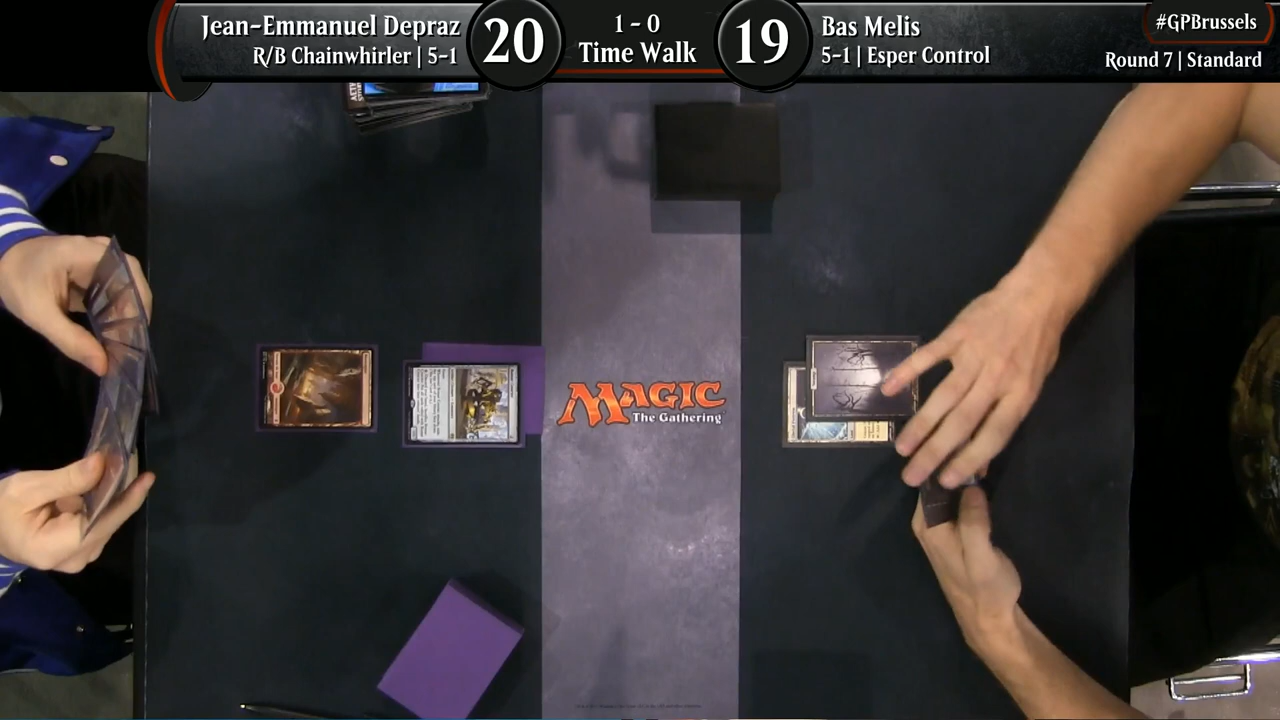 Jean-Emmanuel Depraz
R/B Chainwhirler | 5-1
20
1 - 0
Time Walk
19
Bas Melis
5-1 | Esper Control
#GPBrussels
Round 7 | Standard
MAGIC
The Gathering